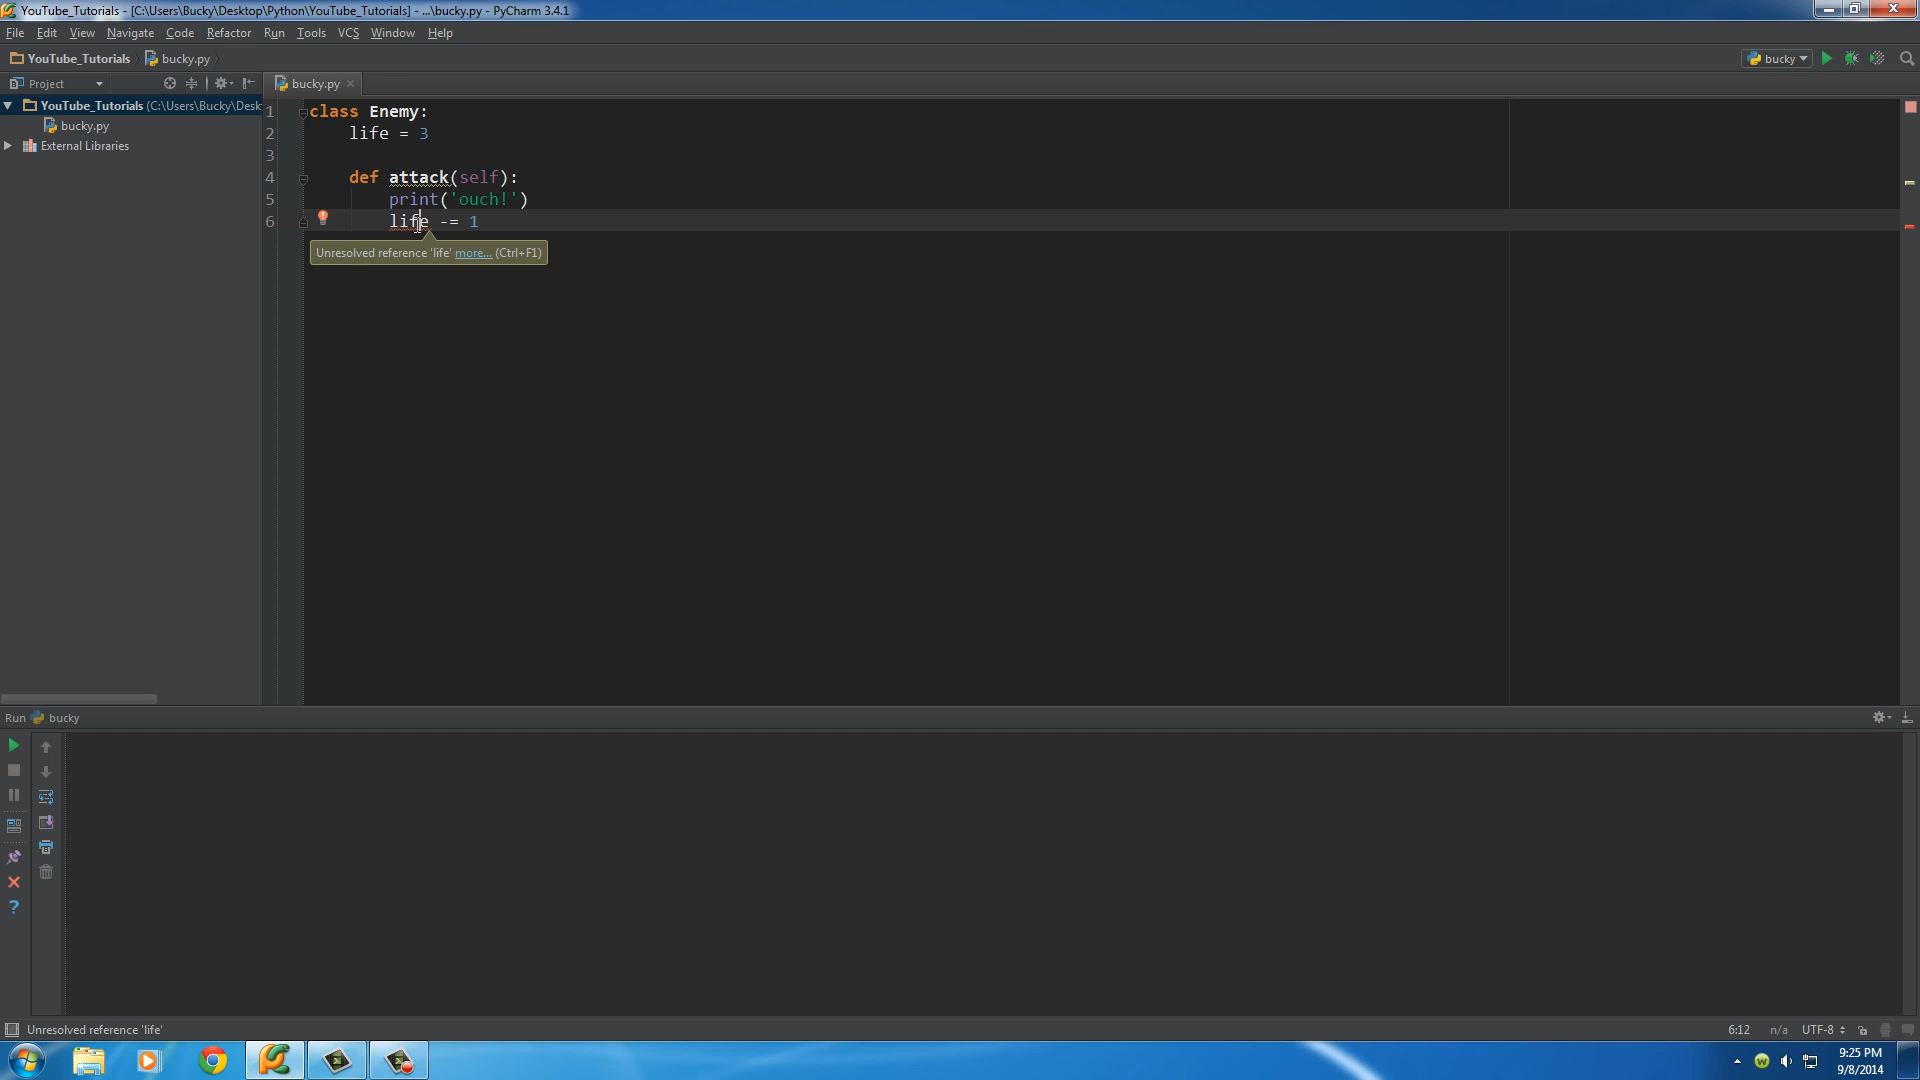 YouTube_Tutorials - [C:\Users\Bucky\Desktop\Python\YouTube_Tutorials] - ...\bucky.py - PyCharm 3.4.1
File Edit View Navigate Code Refactor Run Tools VCS Window Help
YouTube_Tutorials bucky.py bucky
Project bucky.py
YouTube_Tutorials (C:\Users\Bucky\Desk
bucky.py
External Libraries
1 class Enemy:
2 life = 3
3
4 def attack(self):
5 print('ouch!')
6 life -= 1
Unresolved reference 'life' more... (Ctrl+F1)
Run bucky
Unresolved reference 'life' 6:12 n/a UTF-8
9:25 PM
9/8/2014